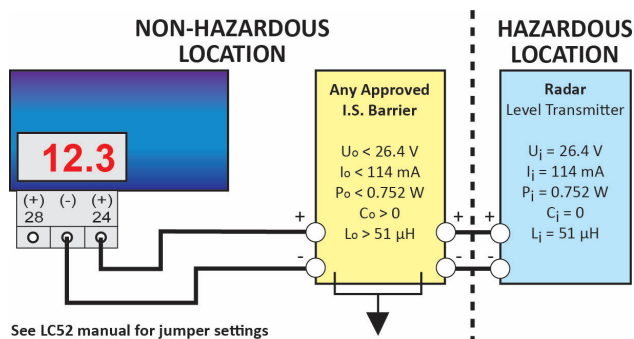 NON-HAZARDOUS
LOCATION
HAZARDOUS
LOCATION
12.3
(+) (-) (+)
28 24
Any Approved
I.S. Barrier
Uo < 26.4 V
Io < 114 mA
Po < 0.752 W
Co > 0
Lo > 51 µH
+
-
+ +
- -
Radar
Level Transmitter
Ui = 26.4 V
Ii = 114 mA
Pi = 0.752 W
Ci = 0
Li = 51 µH
See LC52 manual for jumper settings